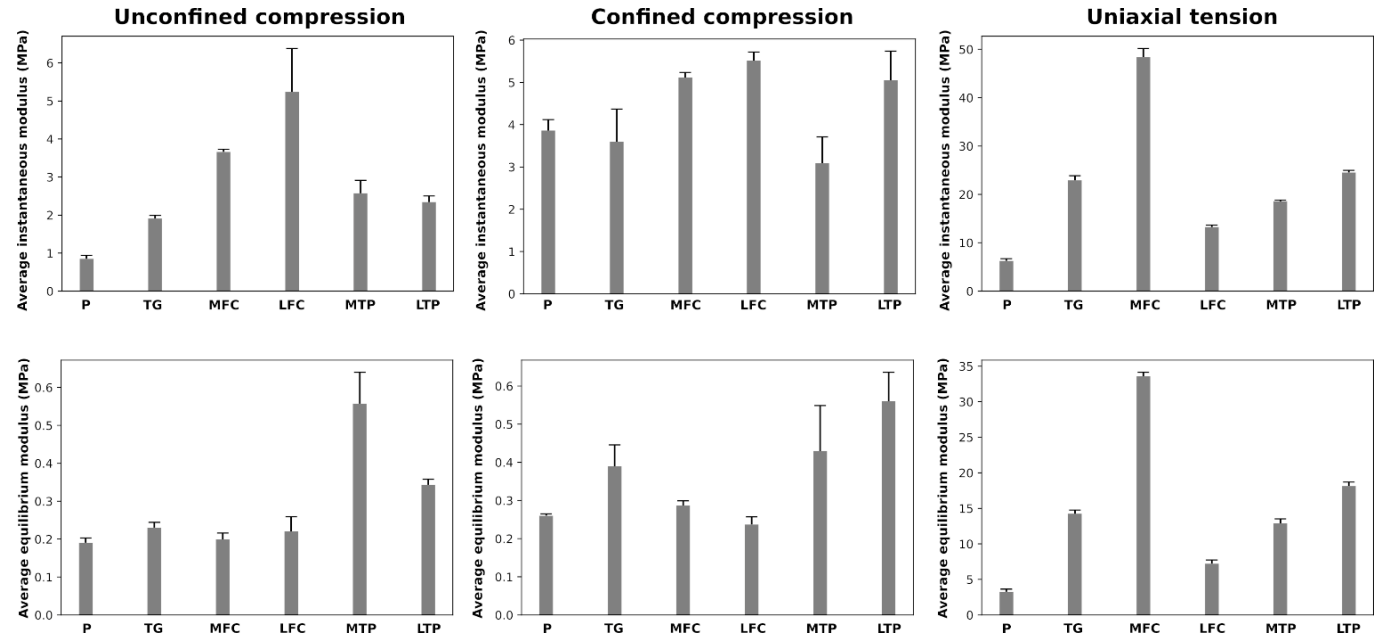 Unconfined compression
Confined compression
Uniaxial tension
Average instantaneous modulus (MPa)
6
5
4
3
2
1
0
P TG MFC LFC MTP LTP
Average instantaneous modulus (MPa)
6
5
4
3
2
1
0
P TG MFC LFC MTP LTP
Average instantaneous modulus (MPa)
50
40
30
20
10
0
P TG MFC LFC MTP LTP
Average equilibrium modulus (MPa)
0.6
0.5
0.4
0.3
0.2
0.1
0.0
P TG MFC LFC MTP LTP
Average equilibrium modulus (MPa)
0.6
0.5
0.4
0.3
0.2
0.1
0.0
P TG MFC LFC MTP LTP
Average equilibrium modulus (MPa)
35
30
25
20
15
10
5
0
P TG MFC LFC MTP LTP